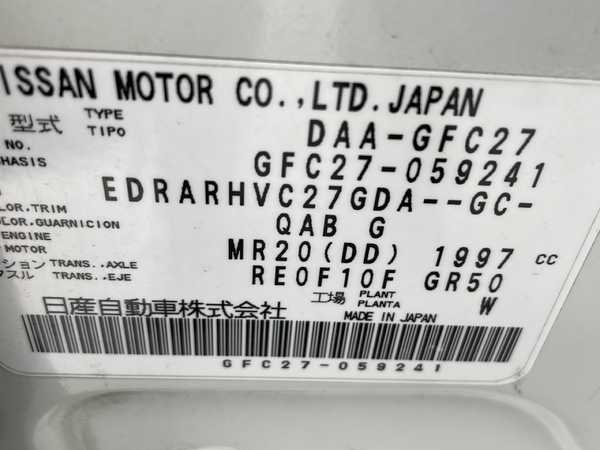 ISSAN MOTOR CO.,LTD.JAPAN
型式 TYPE TIPO DAA-GFC27
NO. HASIS GFC27-059241
EDRARHVC27GDA--GC-
LOR.TRIM
OLOR.GUARNICION QAB G
ENGINE
MOTOR MR20(DD) 1997 cc
ション TRANS..AXLE
クスル TRANS..EJE RE0F10F GR50
工場 PLANT PLANTA W
日産自動車株式会社 MADE IN JAPAN
GFC27-059241